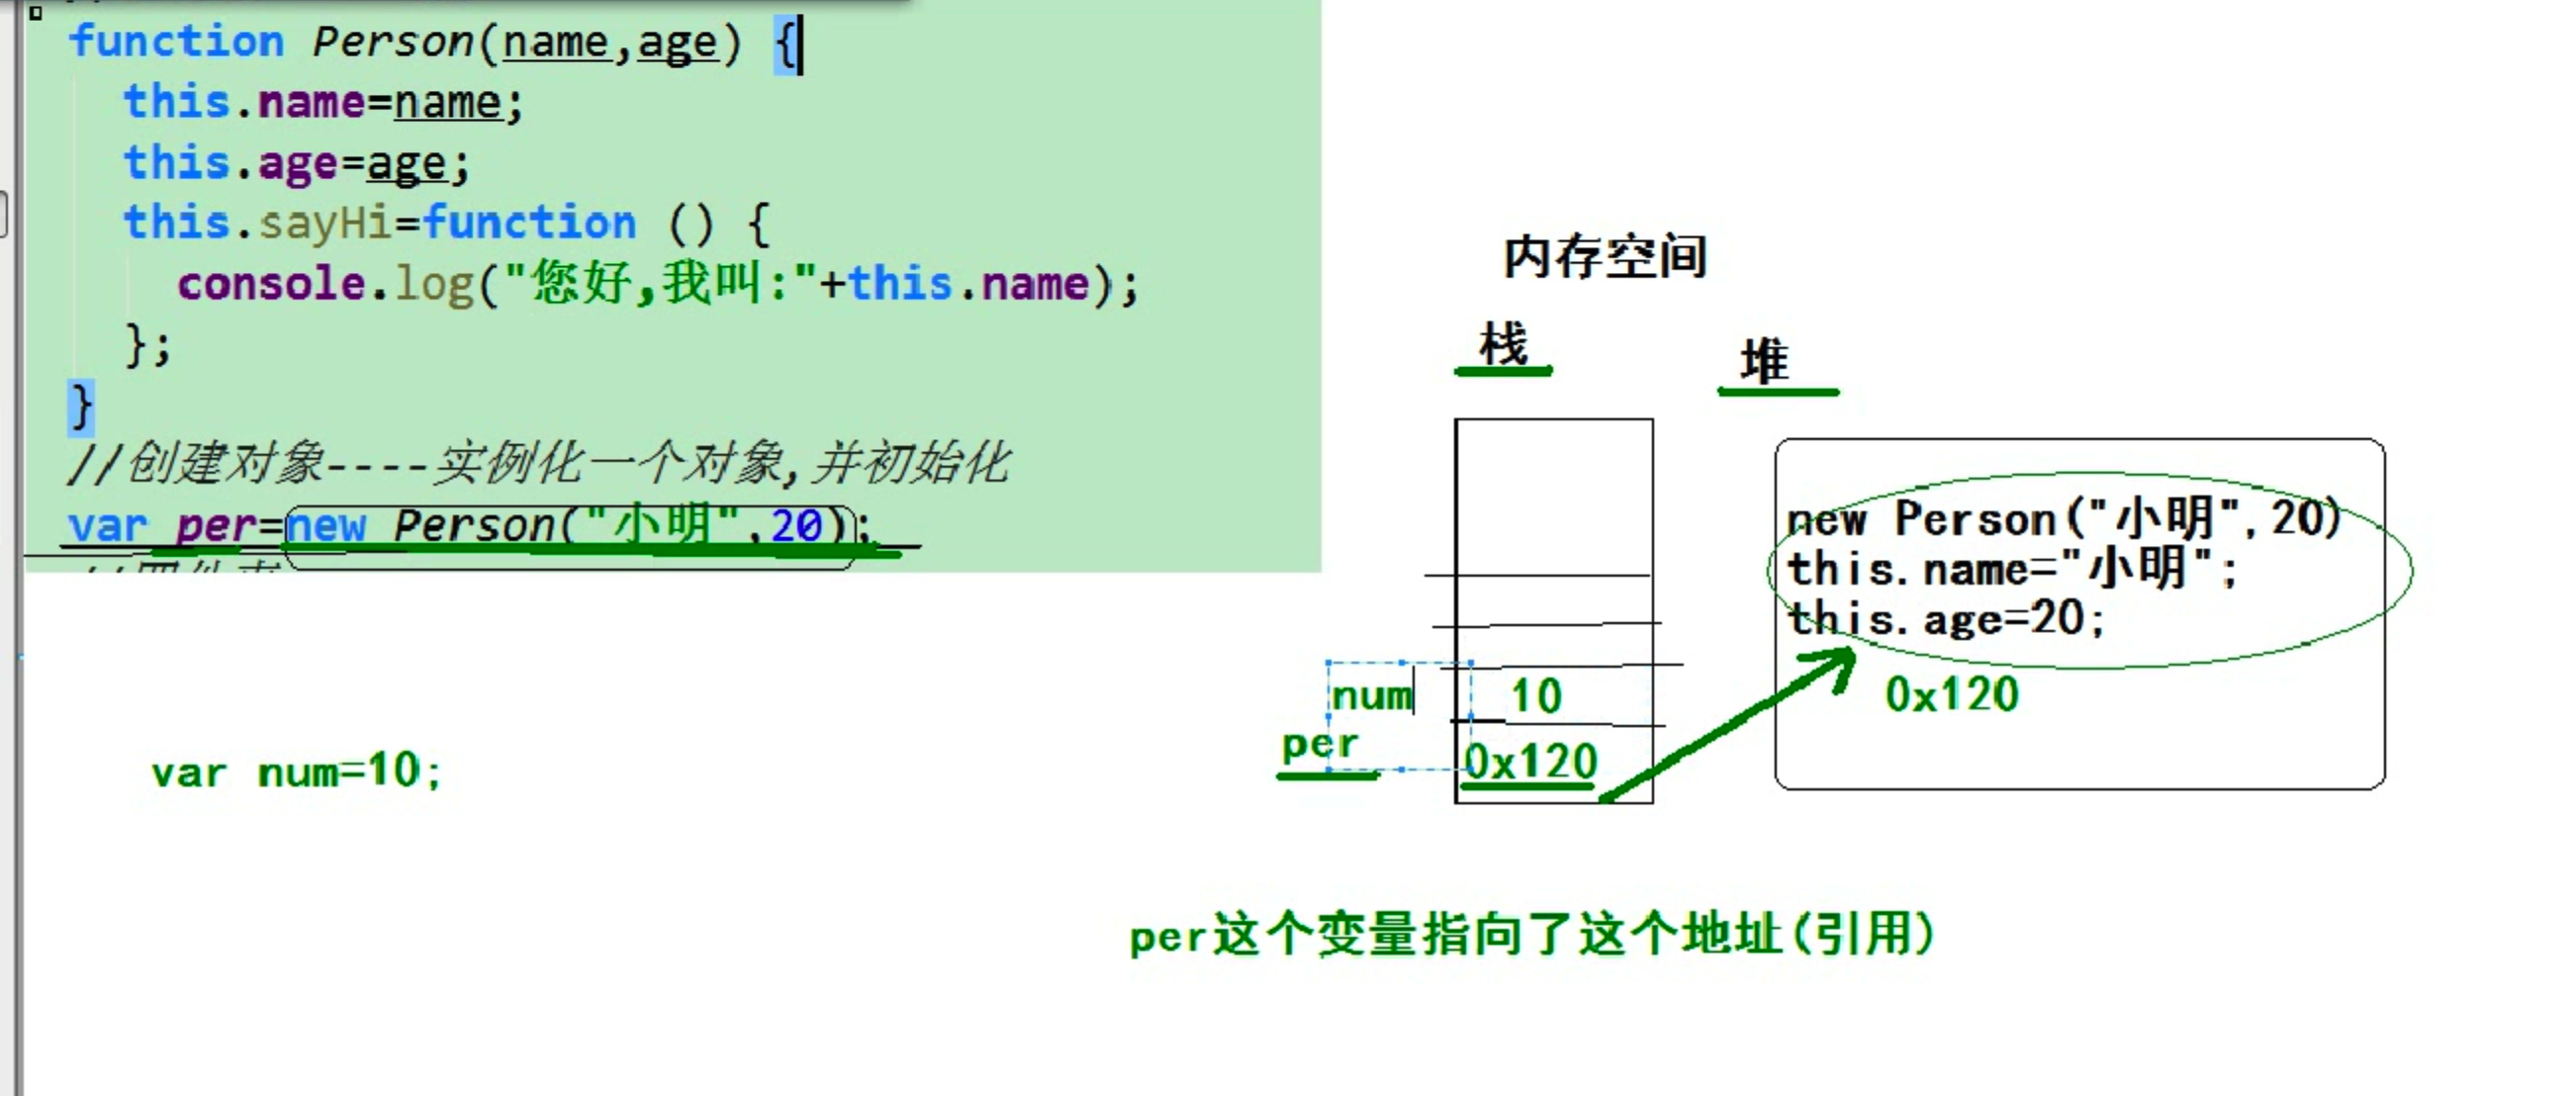 function Person(name,age) {
this.name=name;
this.age=age;
this.sayHi=function () {
console.log("您好,我叫:"+this.name);
};
}
//创建对象----实例化一个对象,并初始化
var per=new Person("小明",20);
var num=10;
内存空间
栈
堆
num
10
per
0x120
new Person("小明",20)
this.name="小明";
this.age=20;
0x120
per这个变量指向了这个地址(引用)